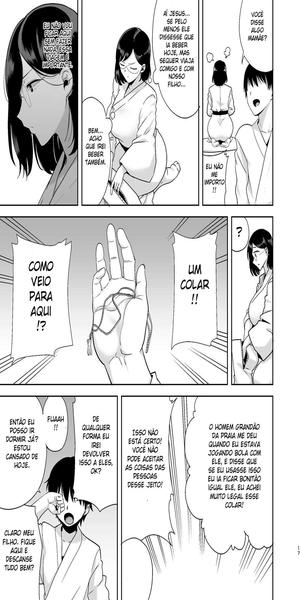 VOCÊ
DISSE
ALGO
MAMÃE?
EU NÃO
ME
IMPORTO!!
Á JESUS...
SE PELO
MENOS ELE
DISSESSE QUE
IA BEBER
HOJE, MAS
SEQUER VIAJA
COMIGO E COM
NOSSO
FILHO...
BEM...
ACHO
QUE IREI
BEBER
TAMBÉM.
EU NÃO VOU
FICAR AQUI
SEM FAZER
NADA ESSA
VIAGEM É
IMPORTANTE.
?
UM
COLAR
!!
COMO
VEIO
PARA
AQUI
!?
O HOMEM GRANDÃO
DA PRAIA ME DEU
QUANDO EU ESTAVA
JOGANDO BOLA COM
ELE, E DISSE QUE
SE EU USASSE ISSO
EU IA FICAR BONITÃO
IGUAL ELE, EU ACHEI
MUITO LEGAL ESSE
COLAR!
ISSO NÃO
ESTÁ CERTO!
VOCÊ NÃO PODE
ACEITAR
AS COISAS DAS
PESSOAS
DESSE JEITO!
DE
QUALQUER
FORMA EU
IREI
DEVOLVER
ISSO A ELES,
OK?
FUAAH
!!
ENTÃO EU
POSSO IR
DORMIR JÁ?
ESTOU
CANSADO DE
HOJE.
CLARO MEU
FILHO. FIQUE AQUI E
DESCANSE
TUDO BEM?
17